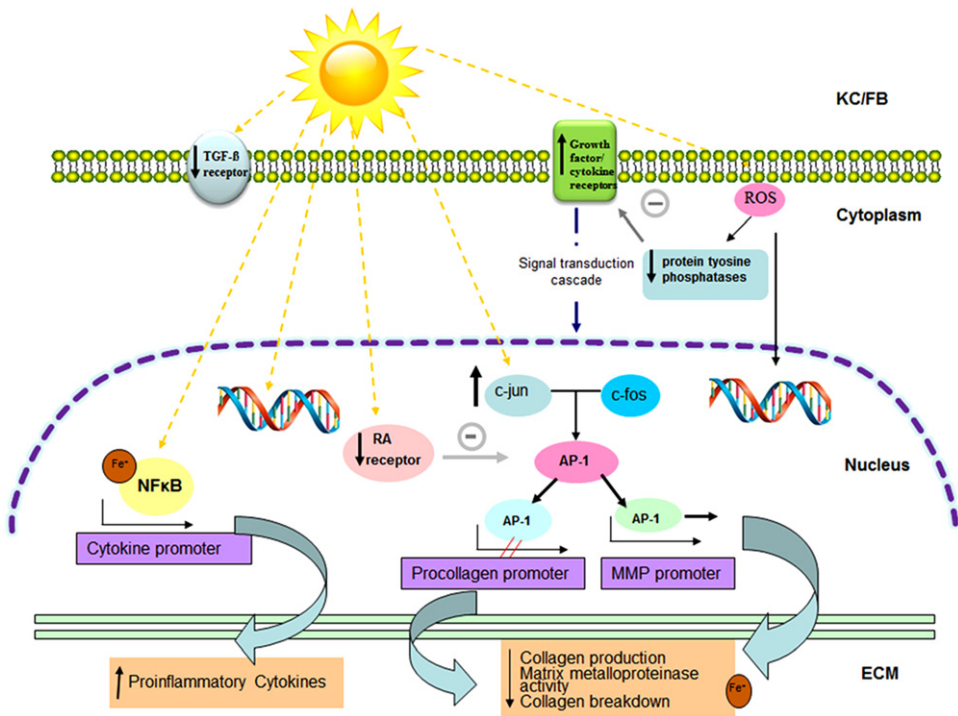 KC/FB
TGF-ß
receptor
Growth
factor/
cytokine
receptors
ROS
Cytoplasm
protein tyosine
phosphatases
Signal transduction
cascade
c-jun
c-fos
RA
receptor
AP-1
Nucleus
Fe⁺
NFκB
AP-1
AP-1
Cytokine promoter
Procollagen promoter
MMP promoter
Proinflammatory Cytokines
Collagen production
Matrix metalloproteinase
activity
Collagen breakdown
Fe⁺
ECM